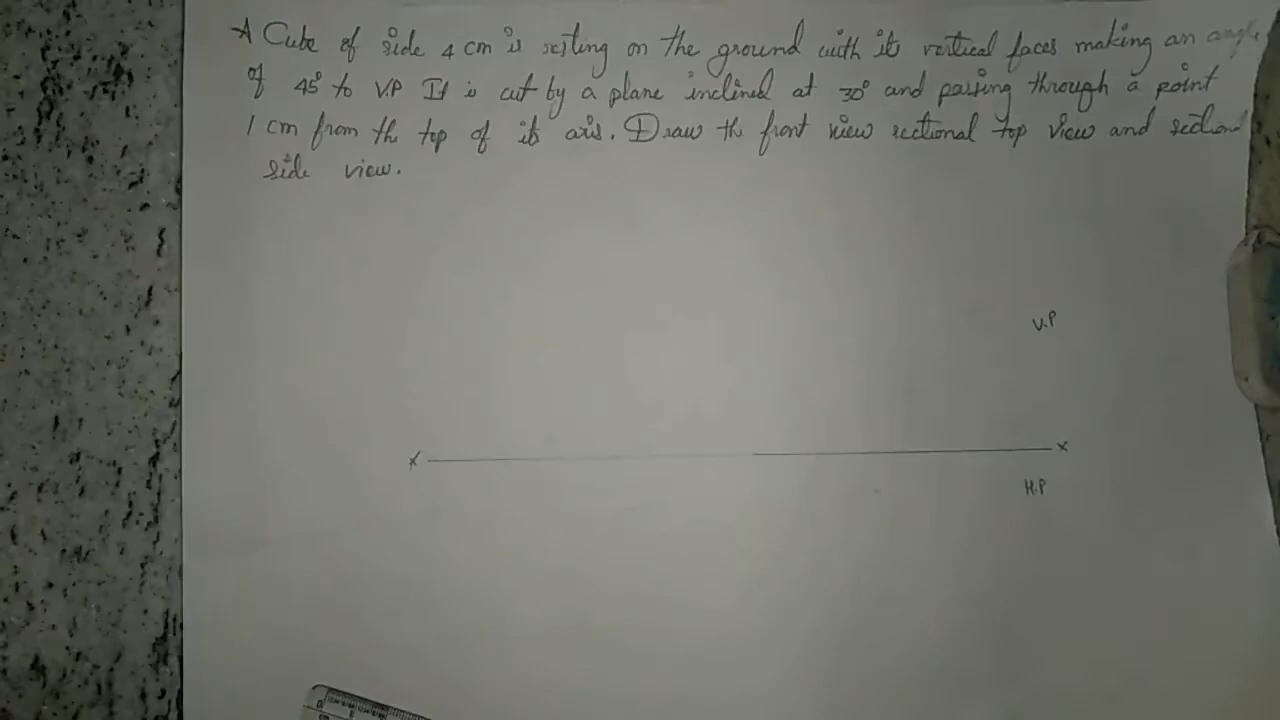 A Cube of side 4 cm is resting on the ground with its vertical faces making an angle
of 45° to V.P It is cut by a plane inclined at 30° and passing through a point
1 cm from the top of its axis. Draw the front view sectional top view and section
side view.
V.P
X X
H.P